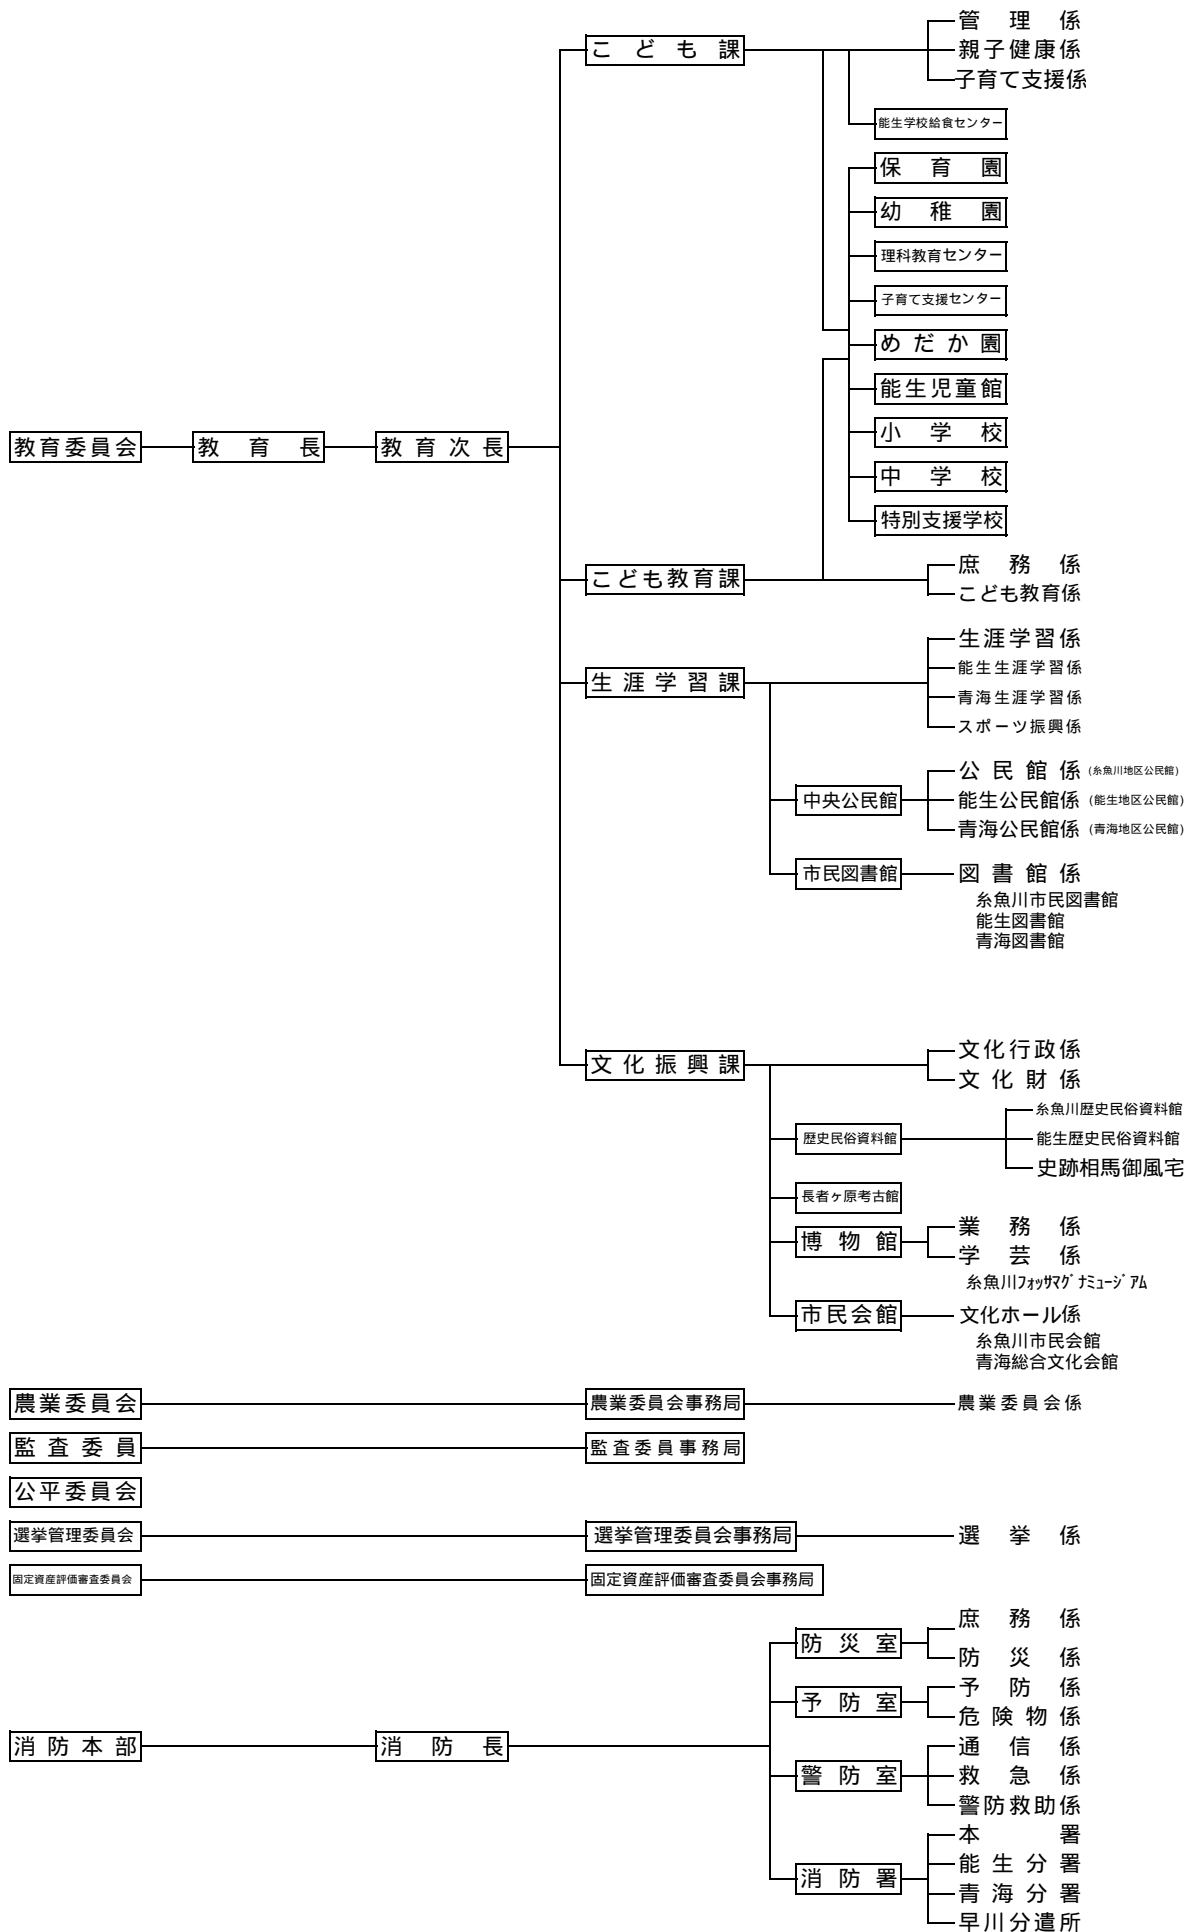 こども課
管理係
親子健康係
子育て支援係
能生学校給食センター
保育園
幼稚園
理科教育センター
子育て支援センター
めだか園
能生児童館
小学校
教育委員会 教育長 教育次長
中学校
特別支援学校
こども教育課
庶務係
こども教育係
生涯学習課
生涯学習係
能生生涯学習係
青海生涯学習係
スポーツ振興係
中央公民館
公民館係 (糸魚川地区公民館)
能生公民館係 (能生地区公民館)
青海公民館係 (青海地区公民館)
市民図書館 図書館係
糸魚川市民図書館
能生図書館
青海図書館
文化振興課
文化行政係
文化財係
歴史民俗資料館
糸魚川歴史民俗資料館
能生歴史民俗資料館
史跡相馬御風宅
長者ヶ原考古館
博物館
業務係
学芸係
糸魚川ﾌｫｯｻﾏｸﾞﾅﾐｭｰｼﾞｱﾑ
市民会館 文化ホール係
糸魚川市民会館
青海総合文化会館
農業委員会 農業委員会事務局 農業委員会係
監査委員 監査委員事務局
公平委員会
選挙管理委員会 選挙管理委員会事務局 選挙係
固定資産評価審査委員会 固定資産評価審査委員会事務局
消防本部 消防長
防災室
庶務係
防災係
予防室
予防係
危険物係
警防室
通信係
救急係
警防救助係
消防署
本署
能生分署
青海分署
早川分遣所